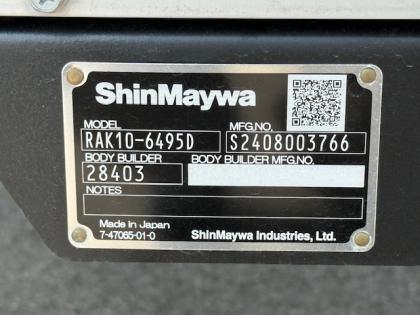 ShinMaywa
MODEL MFG.NO.
RAK10-6495D S2408003766
BODY BUILDER BODY BUILDER MFG.NO.
28403
NOTES
Made in Japan
7-47065-01-0 ShinMaywa Industries, Ltd.